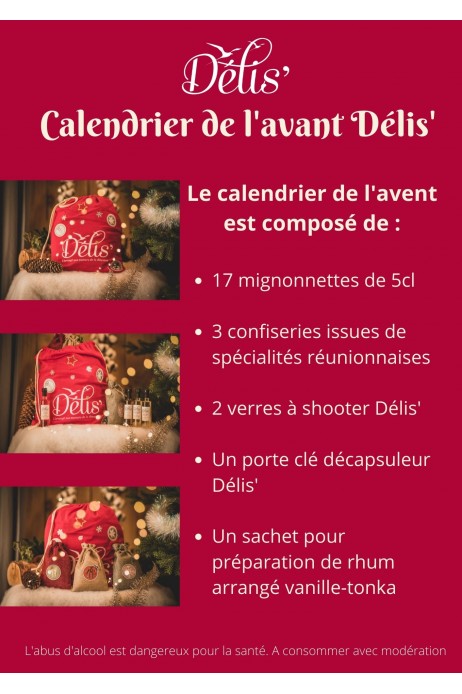 Délis'
Calendrier de l'avant Délis'
Le calendrier de l'avent
est composé de :
• 17 mignonnettes de 5cl
• 3 confiseries issues de
spécialités réunionnaises
• 2 verres à shooter Délis'
• Un porte clé décapsuleur
Délis'
• Un sachet pour
préparation de rhum
arrangé vanille-tonka
Délis'
Délis'
L'abus d'alcool est dangereux pour la santé. A consommer avec modération